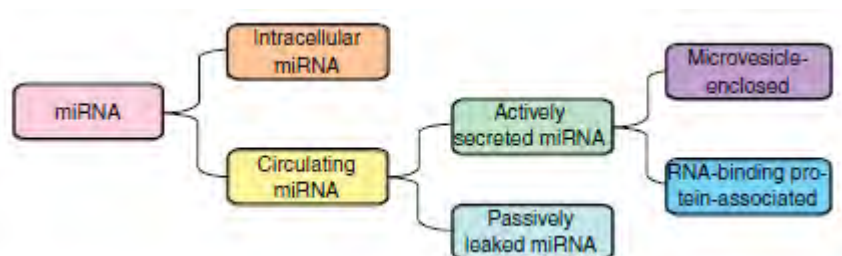 miRNA
Intracellular
miRNA
Circulating
miRNA
Actively
secreted miRNA
Passively
leaked miRNA
Microvesicle-
enclosed
RNA-binding pro-
tein-associated